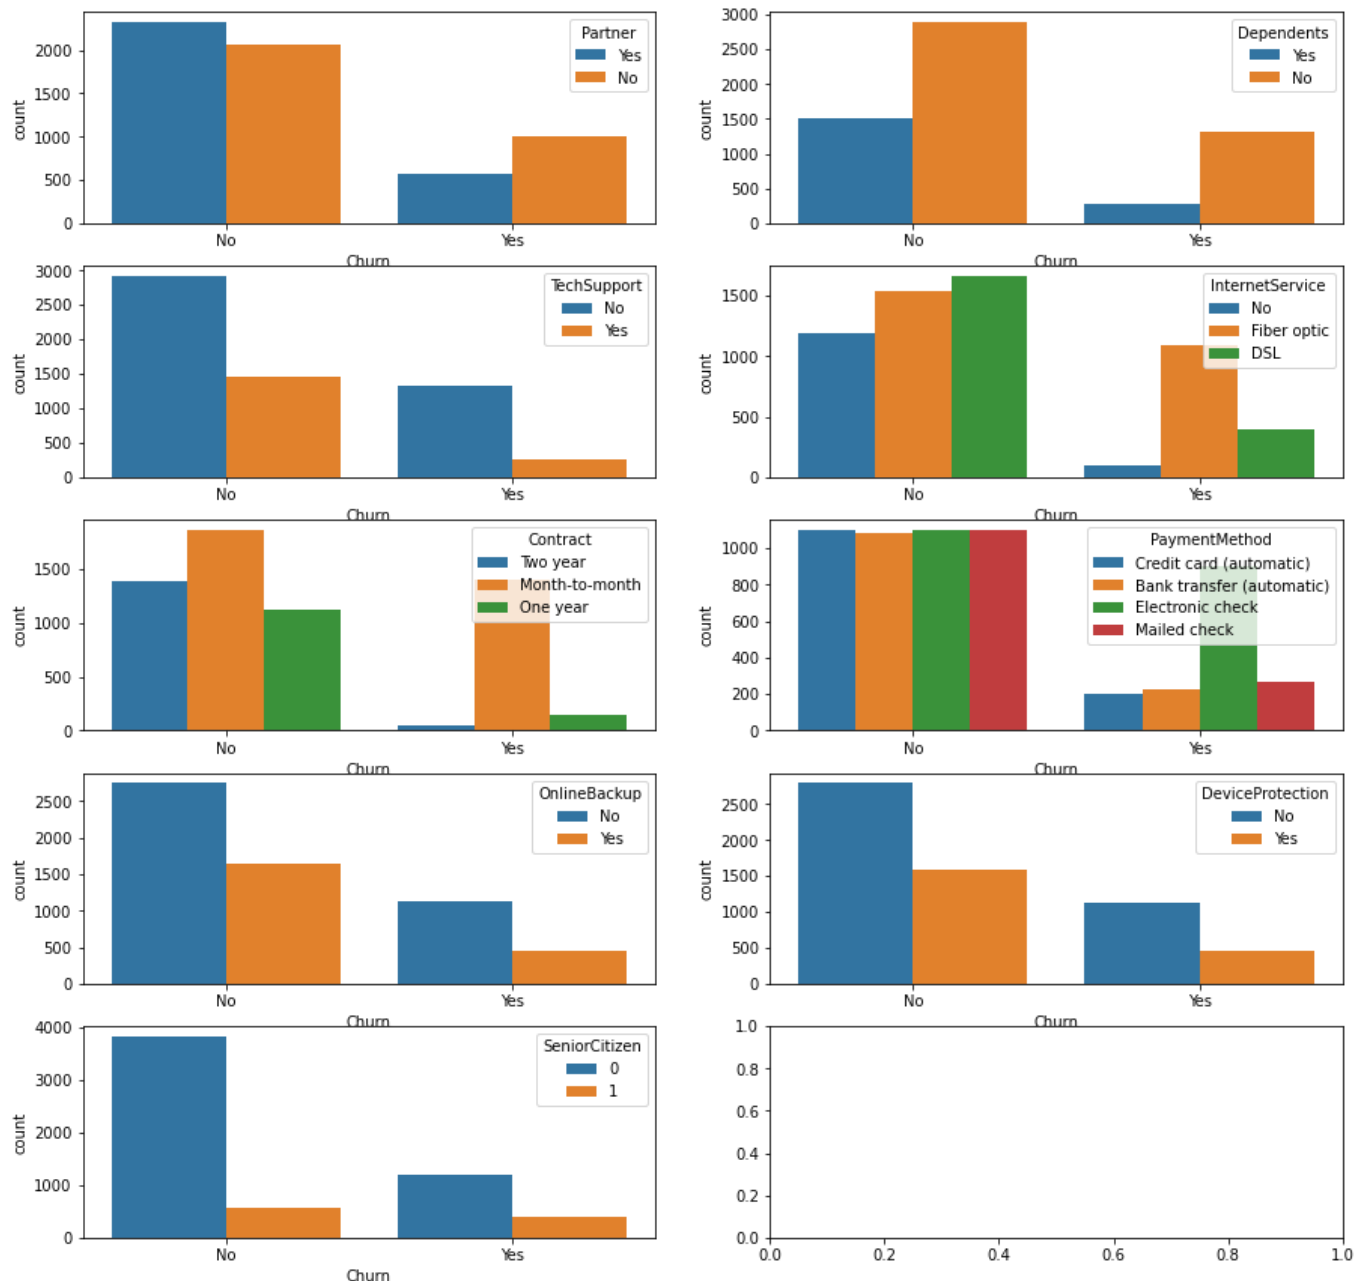 Partner
Yes
No
count
2000
1500
1000
500
0
No
Yes
Churn
Dependents
Yes
No
count
3000
2500
2000
1500
1000
500
0
No
Yes
Churn
TechSupport
No
Yes
count
3000
2500
2000
1500
1000
500
0
No
Yes
Churn
InternetService
No
Fiber optic
DSL
count
1500
1000
500
0
No
Yes
Churn
Contract
Two year
Month-to-month
One year
count
1500
1000
500
0
No
Yes
Churn
PaymentMethod
Credit card (automatic)
Bank transfer (automatic)
Electronic check
Mailed check
count
1000
800
600
400
200
0
No
Yes
Churn
OnlineBackup
No
Yes
count
2500
2000
1500
1000
500
0
No
Yes
Churn
DeviceProtection
No
Yes
count
2500
2000
1500
1000
500
0
No
Yes
Churn
SeniorCitizen
0
1
count
4000
3000
2000
1000
0
No
Yes
Churn
1.0
0.8
0.6
0.4
0.2
0.0
0.0 0.2 0.4 0.6 0.8 1.0